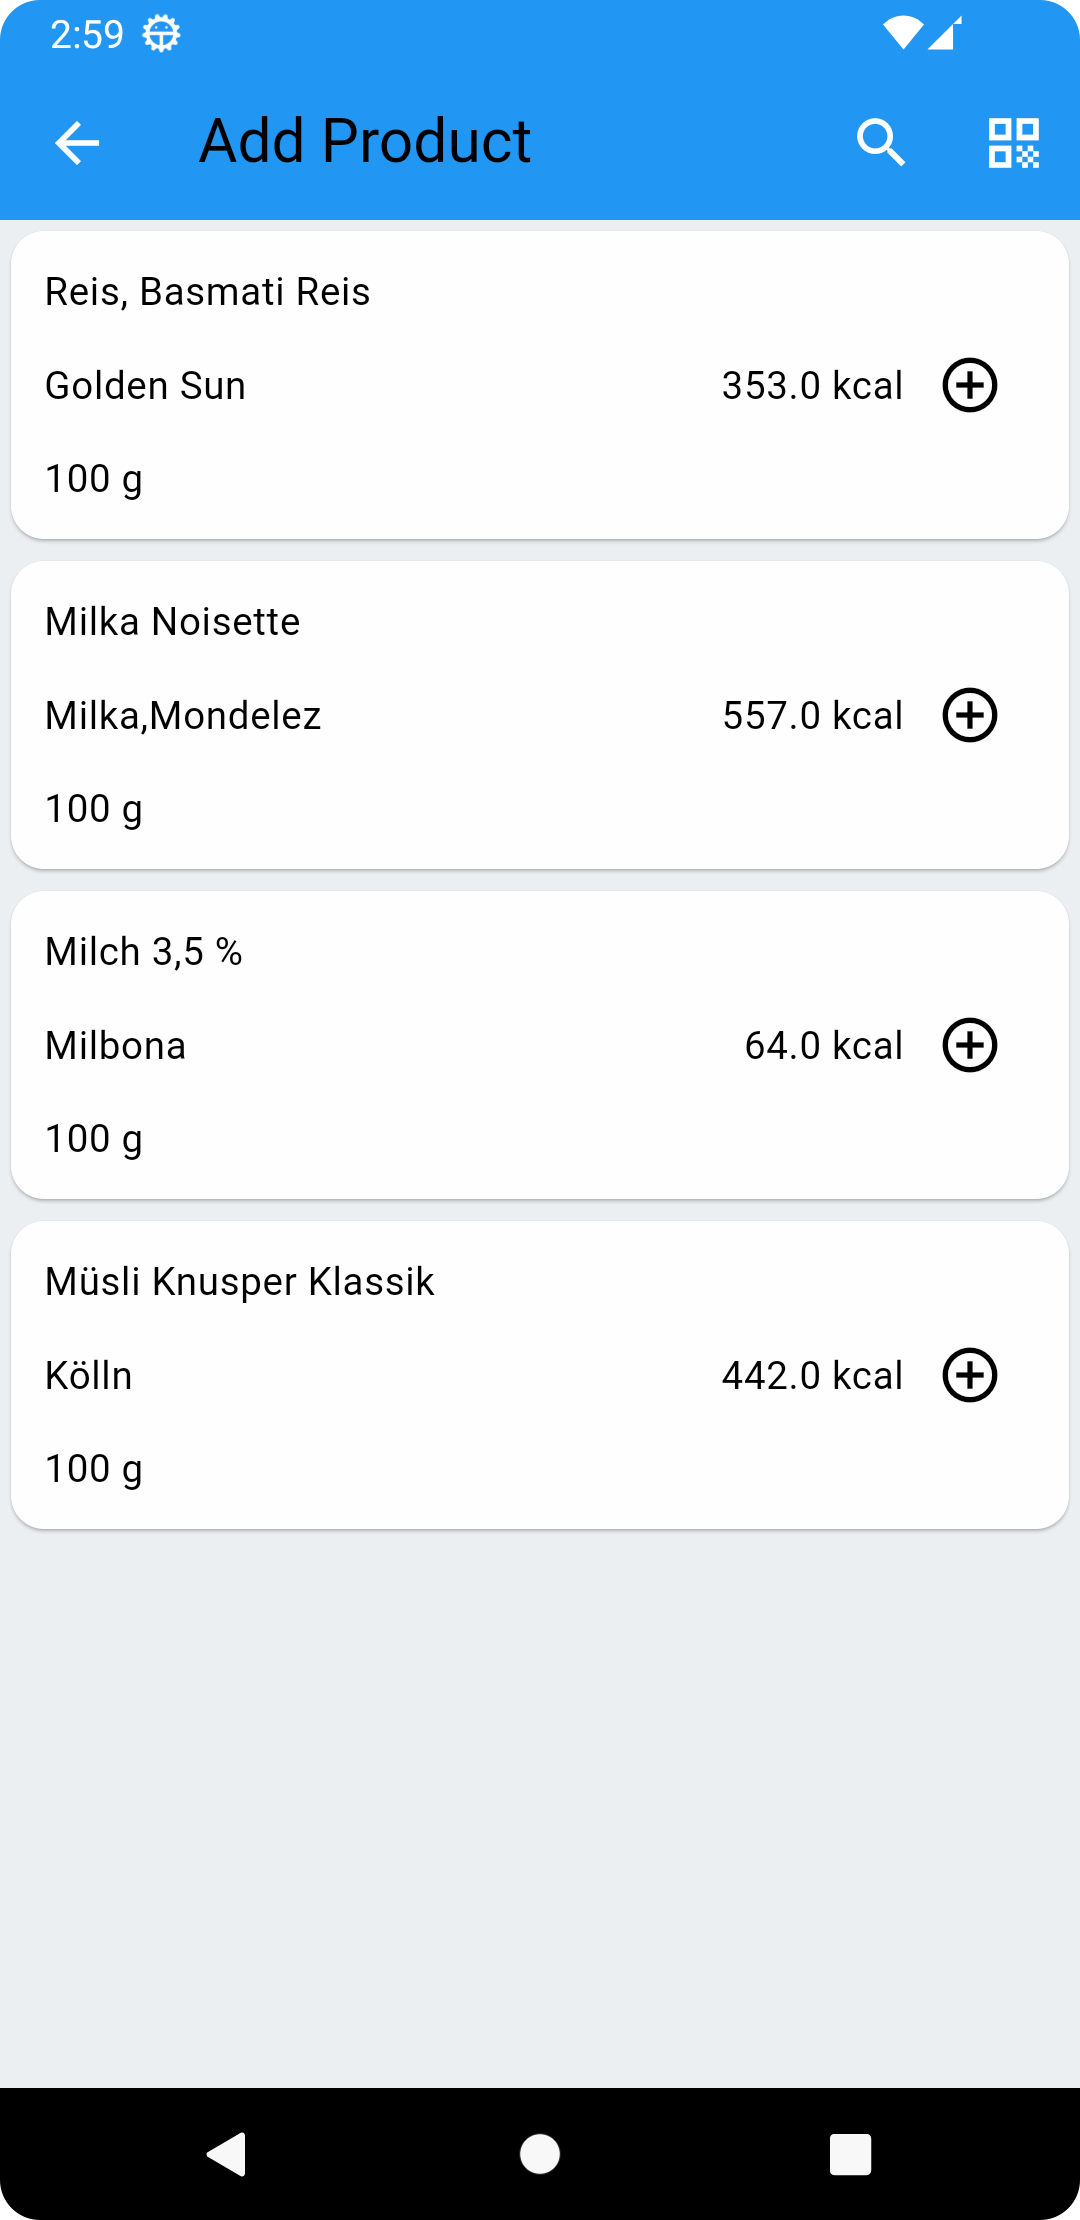 2:59
Add Product
Reis, Basmati Reis
Golden Sun 353.0 kcal
100 g
Milka Noisette
Milka,Mondelez 557.0 kcal
100 g
Milch 3,5 %
Milbona 64.0 kcal
100 g
Müsli Knusper Klassik
Kölln 442.0 kcal
100 g